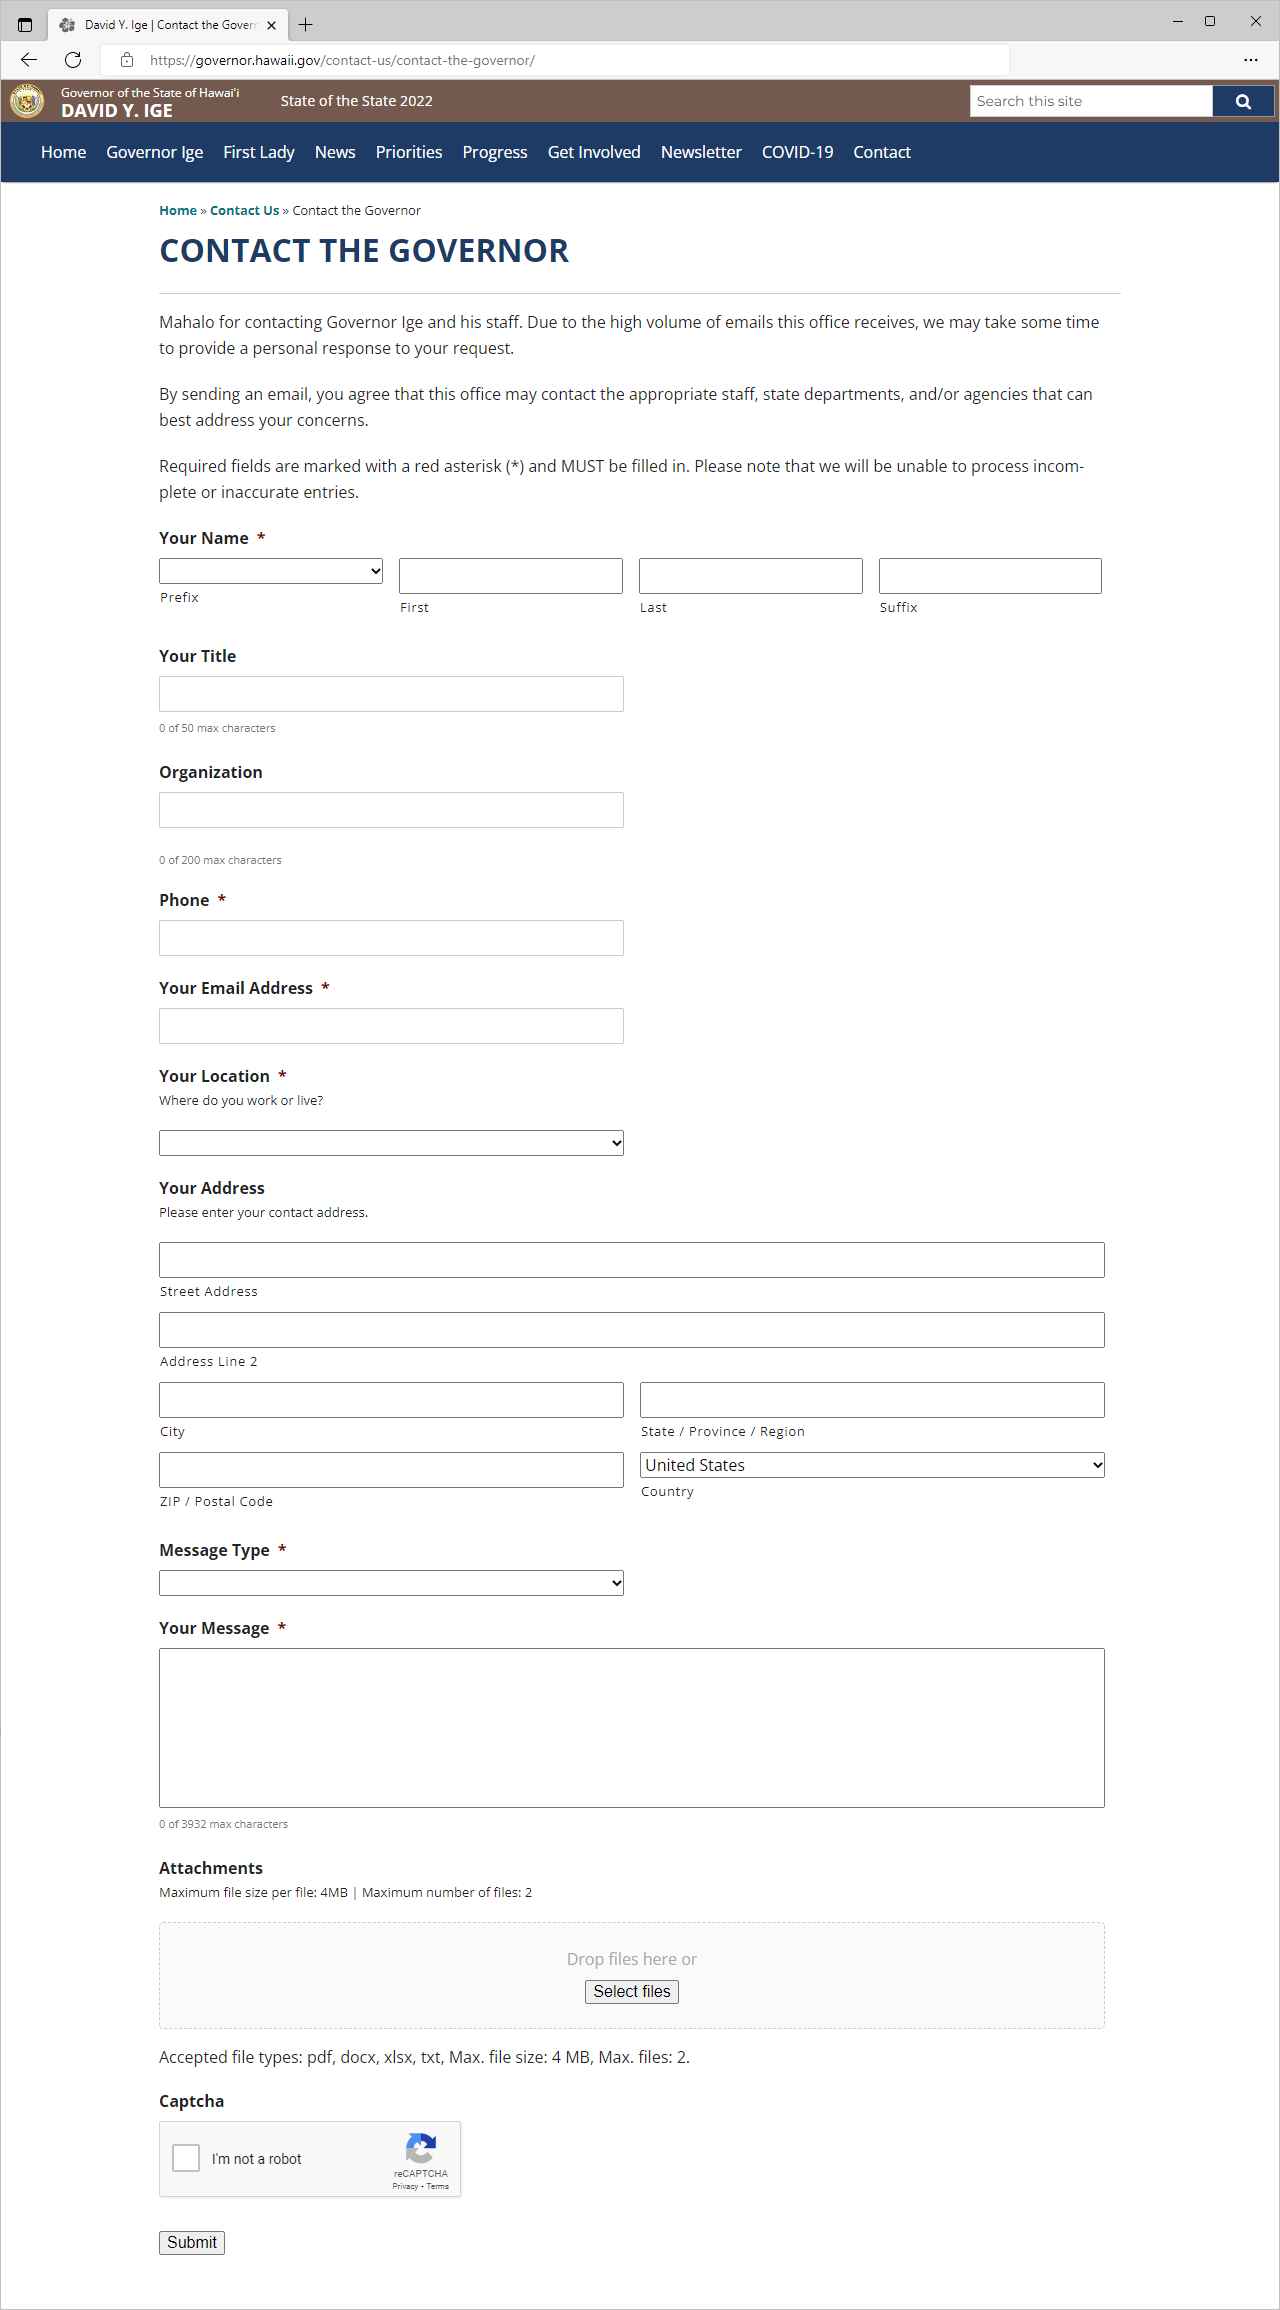 David Y. Ige | Contact the Gover
https://governor.hawaii.gov/contact-us/contact-the-governor/
Governor of the State of Hawai'i
DAVID Y. IGE
State of the State 2022
Search this site
Home Governor Ige First Lady News Priorities Progress Get Involved Newsletter COVID-19 Contact
Home » Contact Us » Contact the Governor
CONTACT THE GOVERNOR
Mahalo for contacting Governor Ige and his staff. Due to the high volume of emails this office receives, we may take some time
to provide a personal response to your request.
By sending an email, you agree that this office may contact the appropriate staff, state departments, and/or agencies that can
best address your concerns.
Required fields are marked with a red asterisk (*) and MUST be filled in. Please note that we will be unable to process incom-
plete or inaccurate entries.
Your Name *
Prefix
First
Last
Suffix
Your Title
0 of 50 max characters
Organization
0 of 200 max characters
Phone *
Your Email Address *
Your Location *
Where do you work or live?
Your Address
Please enter your contact address.
Street Address
Address Line 2
City
State / Province / Region
United States
ZIP / Postal Code
Country
Message Type *
Your Message *
0 of 3932 max characters
Attachments
Maximum file size per file: 4MB | Maximum number of files: 2
Drop files here or
Select files
Accepted file types: pdf, docx, xlsx, txt, Max. file size: 4 MB, Max. files: 2.
Captcha
I'm not a robot
reCAPTCHA
Privacy - Terms
Submit